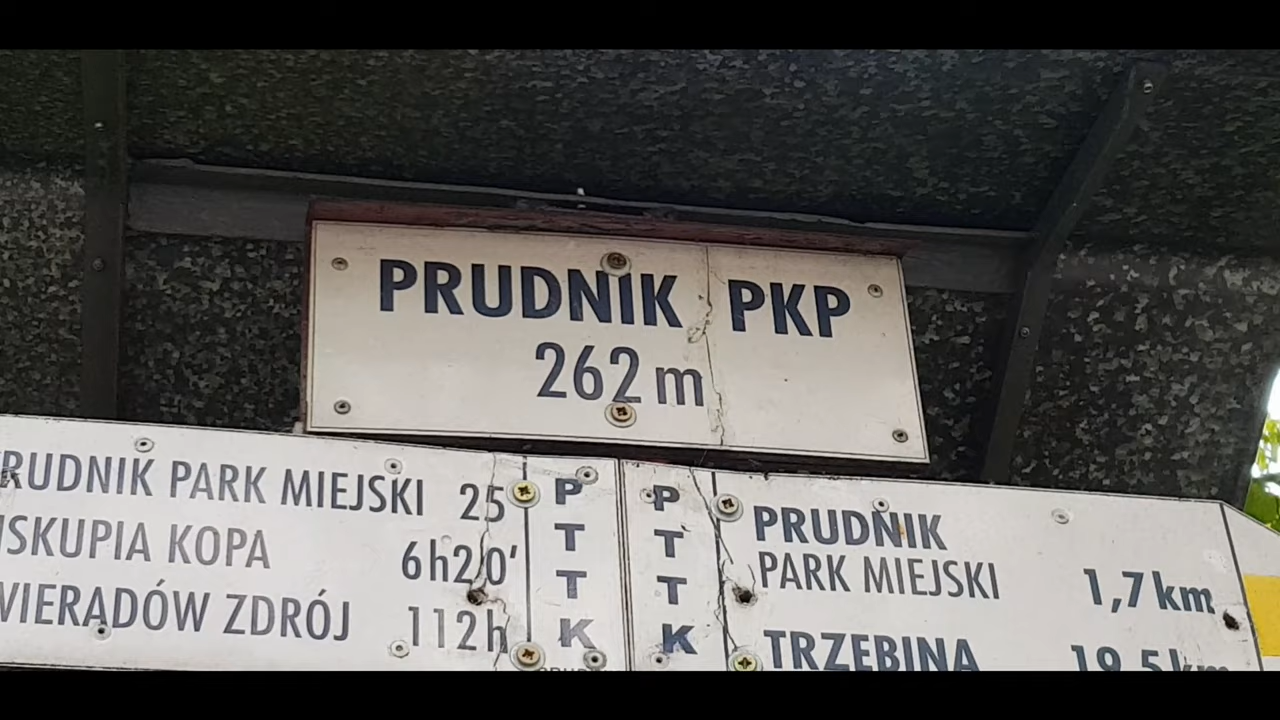 PRUDNIK PKP
262 m
RUDNIK PARK MIEJSKI 25
ISKUPIA KOPA 6h20'
WIERADÓW ZDRÓJ 112h
PTTK
PTTK
PRUDNIK
PARK MIEJSKI 1,7 km
TRZEBINA 19,5 km